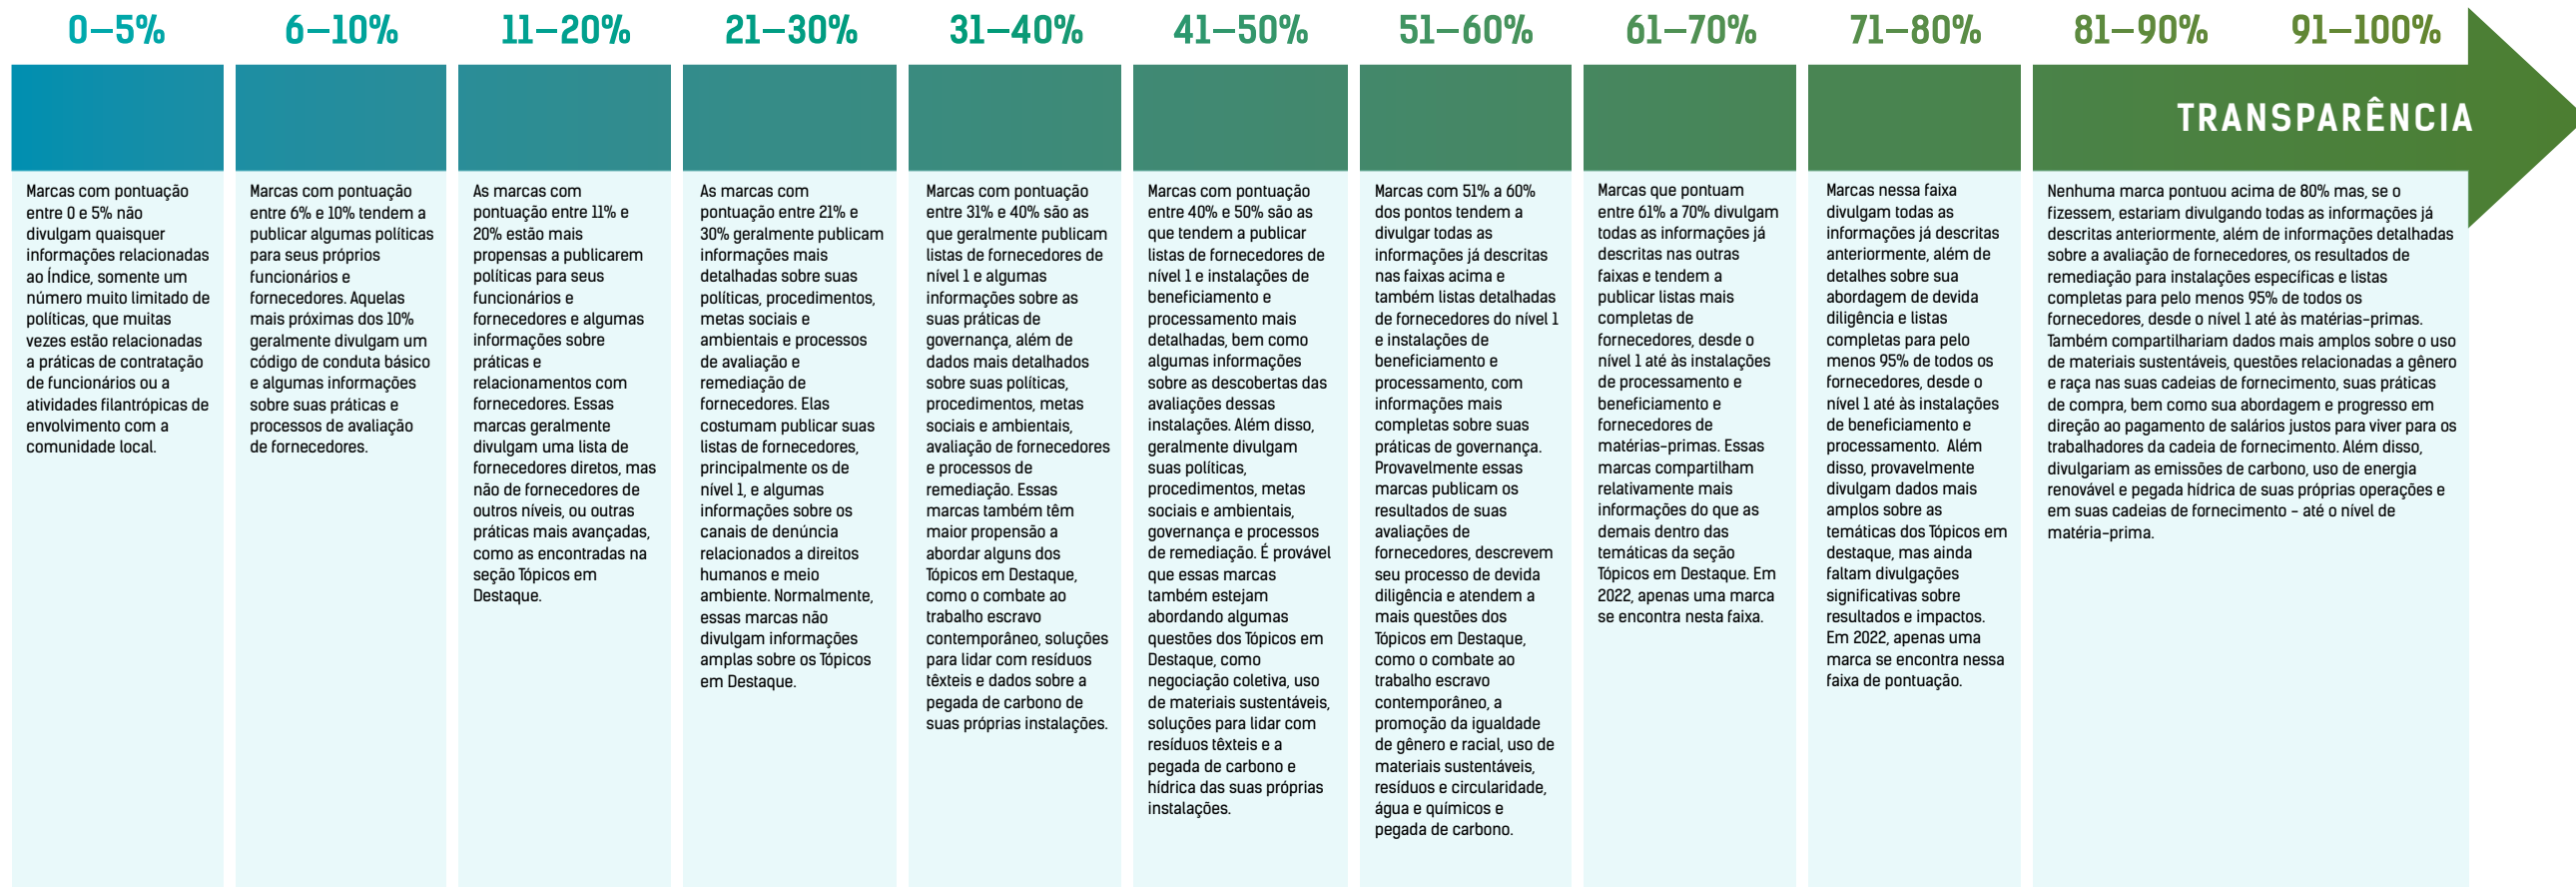 0–5%
6–10%
11–20%
21–30%
31–40%
41–50%
51–60%
61–70%
71–80%
81–90%
91–100%
TRANSPARÊNCIA
Marcas com pontuação
entre 0 e 5% não
divulgam quaisquer
informações relacionadas
ao Índice, somente um
número muito limitado de
políticas, que muitas
vezes estão relacionadas
a práticas de contratação
de funcionários ou a
atividades filantrópicas de
envolvimento com a
comunidade local.
Marcas com pontuação
entre 6% e 10% tendem a
publicar algumas políticas
para seus próprios
funcionários e
fornecedores. Aquelas
mais próximas dos 10%
geralmente divulgam um
código de conduta básico
e algumas informações
sobre suas práticas e
processos de avaliação
de fornecedores.
As marcas com
pontuação entre 11% e
20% estão mais
propensas a publicarem
políticas para seus
funcionários e
fornecedores e algumas
informações sobre
práticas e
relacionamentos com
fornecedores. Essas
marcas geralmente
divulgam uma lista de
fornecedores diretos, mas
não de fornecedores de
outros níveis, ou outras
práticas mais avançadas,
como as encontradas na
seção Tópicos em
Destaque.
As marcas com
pontuação entre 21% e
30% geralmente publicam
informações mais
detalhadas sobre suas
políticas, procedimentos,
metas sociais e
ambientais e processos
de avaliação e
remediação de
fornecedores. Elas
costumam publicar suas
listas de fornecedores,
principalmente os de
nível 1, e algumas
informações sobre os
canais de denúncia
relacionados a direitos
humanos e meio
ambiente. Normalmente,
essas marcas não
divulgam informações
amplas sobre os Tópicos
em Destaque.
Marcas com pontuação
entre 31% e 40% são as
que geralmente publicam
listas de fornecedores de
nível 1 e algumas
informações sobre as
suas práticas de
governança, além de
dados mais detalhados
sobre suas políticas,
procedimentos, metas
sociais e ambientais,
avaliação de fornecedores
e processos de
remediação. Essas
marcas também têm
maior propensão a
abordar alguns dos
Tópicos em Destaque,
como o combate ao
trabalho escravo
contemporâneo, soluções
para lidar com resíduos
têxteis e dados sobre a
pegada de carbono de
suas próprias instalações.
Marcas com pontuação
entre 40% e 50% são as
que tendem a publicar
listas de fornecedores de
nível 1 e instalações de
beneficiamento e
processamento mais
detalhadas, bem como
algumas informações
sobre as descobertas das
avaliações dessas
instalações. Além disso,
geralmente divulgam
suas políticas,
procedimentos, metas
sociais e ambientais,
governança e processos
de remediação. É provável
que essas marcas
também estejam
abordando algumas
questões dos Tópicos em
Destaque, como
negociação coletiva, uso
de materiais sustentáveis,
soluções para lidar com
resíduos têxteis e a
pegada de carbono e
hídrica das suas próprias
instalações.
Marcas com 51% a 60%
dos pontos tendem a
divulgar todas as
informações já descritas
nas faixas acima e
também listas detalhadas
de fornecedores do nível 1
e instalações de
beneficiamento e
processamento, com
informações mais
completas sobre suas
práticas de governança.
Provavelmente essas
marcas publicam os
resultados de suas
avaliações de
fornecedores, descrevem
seu processo de devida
diligência e atendem a
mais questões dos
Tópicos em Destaque,
como o combate ao
trabalho escravo
contemporâneo, a
promoção da igualdade
de gênero e racial, uso de
materiais sustentáveis,
resíduos e circularidade,
água e químicos e
pegada de carbono.
Marcas que pontuam
entre 61% a 70% divulgam
todas as informações já
descritas nas outras
faixas e tendem a
publicar listas mais
completas de
fornecedores, desde o
nível 1 até às instalações
de processamento e
beneficiamento e
fornecedores de
matérias-primas. Essas
marcas compartilham
relativamente mais
informações do que as
demais dentro das
temáticas da seção
Tópicos em Destaque. Em
2022, apenas uma marca
se encontra nesta faixa.
Marcas nessa faixa
divulgam todas as
informações já descritas
anteriormente, além de
detalhes sobre sua
abordagem de devida
diligência e listas
completas para pelo
menos 95% de todos os
fornecedores, desde o
nível 1 até às instalações
de beneficiamento e
processamento. Além
disso, provavelmente
divulgam dados mais
amplos sobre as
temáticas dos Tópicos em
destaque, mas ainda
faltam divulgações
significativas sobre
resultados e impactos.
Em 2022, apenas uma
marca se encontra nessa
faixa de pontuação.
Nenhuma marca pontuou acima de 80% mas, se o
fizessem, estariam divulgando todas as informações já
descritas anteriormente, além de informações detalhadas
sobre a avaliação de fornecedores, os resultados de
remediação para instalações específicas e listas
completas para pelo menos 95% de todos os
fornecedores, desde o nível 1 até às matérias-primas.
Também compartilhariam dados mais amplos sobre o uso
de materiais sustentáveis, questões relacionadas a gênero
e raça nas suas cadeias de fornecimento, suas práticas
de compra, bem como sua abordagem e progresso em
direção ao pagamento de salários justos para viver para os
trabalhadores da cadeia de fornecimento. Além disso,
divulgariam as emissões de carbono, uso de energia
renovável e pegada hídrica de suas próprias operações e
em suas cadeias de fornecimento - até o nível de
matéria-prima.